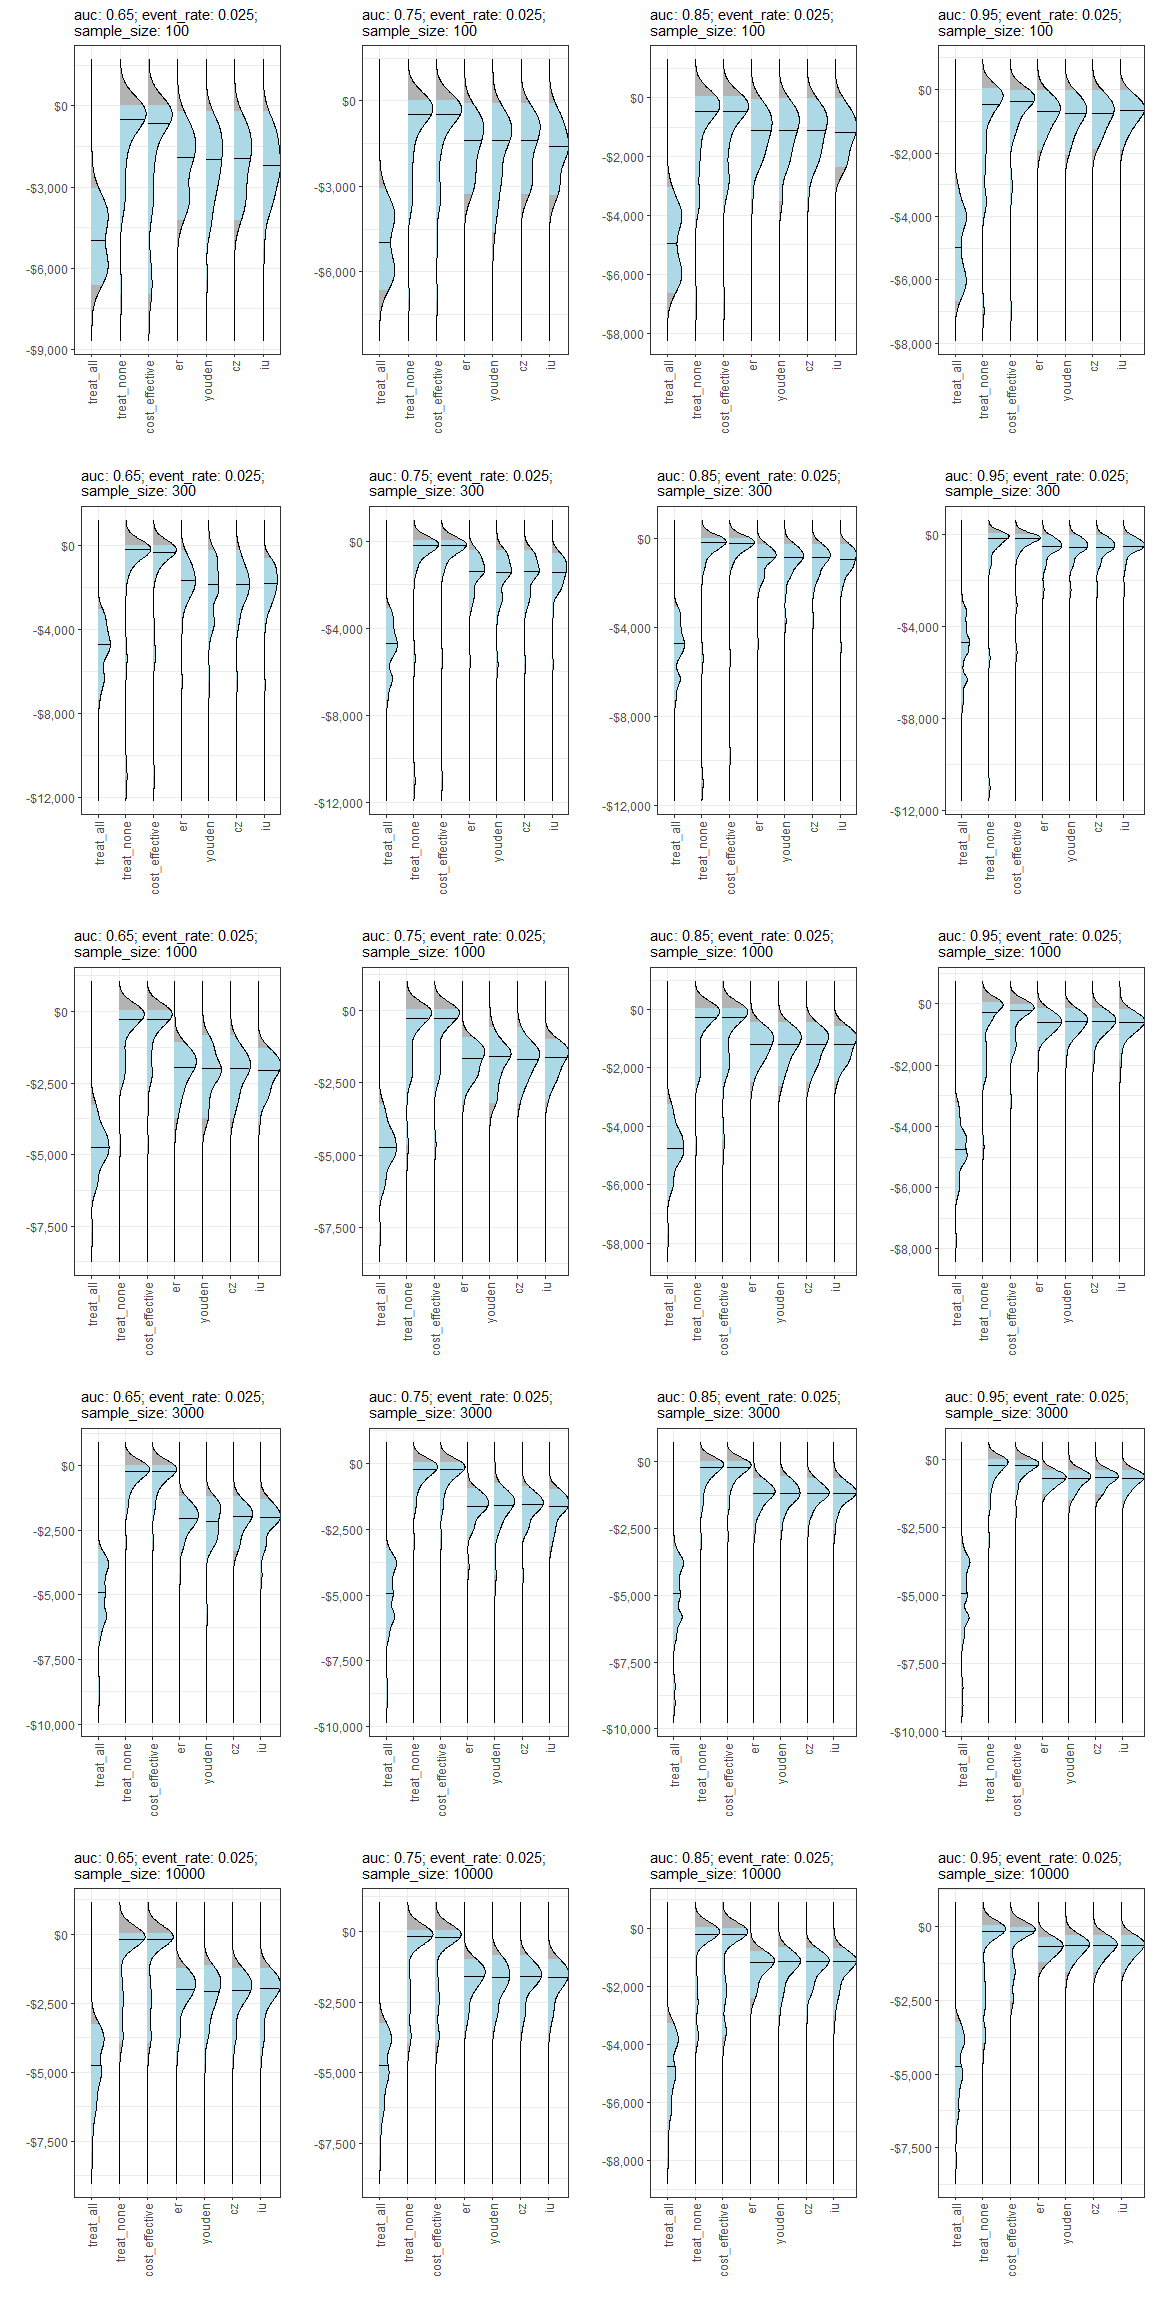 auc: 0.65; event_rate: 0.025;
sample_size: 100
auc: 0.75; event_rate: 0.025;
sample_size: 100
auc: 0.85; event_rate: 0.025;
sample_size: 100
auc: 0.95; event_rate: 0.025;
sample_size: 100
$0
-$3,000
-$6,000
-$9,000
treat_all
treat_none
cost_effective
er
youden
cz
iu
$0
-$3,000
-$6,000
treat_all
treat_none
cost_effective
er
youden
cz
iu
$0
-$2,000
-$4,000
-$6,000
-$8,000
treat_all
treat_none
cost_effective
er
youden
cz
iu
$0
-$2,000
-$4,000
-$6,000
-$8,000
treat_all
treat_none
cost_effective
er
youden
cz
iu
auc: 0.65; event_rate: 0.025;
sample_size: 300
auc: 0.75; event_rate: 0.025;
sample_size: 300
auc: 0.85; event_rate: 0.025;
sample_size: 300
auc: 0.95; event_rate: 0.025;
sample_size: 300
$0
-$4,000
-$8,000
-$12,000
treat_all
treat_none
cost_effective
er
youden
cz
iu
$0
-$4,000
-$8,000
-$12,000
treat_all
treat_none
cost_effective
er
youden
cz
iu
$0
-$4,000
-$8,000
-$12,000
treat_all
treat_none
cost_effective
er
youden
cz
iu
$0
-$4,000
-$8,000
-$12,000
treat_all
treat_none
cost_effective
er
youden
cz
iu
auc: 0.65; event_rate: 0.025;
sample_size: 1000
auc: 0.75; event_rate: 0.025;
sample_size: 1000
auc: 0.85; event_rate: 0.025;
sample_size: 1000
auc: 0.95; event_rate: 0.025;
sample_size: 1000
$0
-$2,500
-$5,000
-$7,500
treat_all
treat_none
cost_effective
er
youden
cz
iu
$0
-$2,500
-$5,000
-$7,500
treat_all
treat_none
cost_effective
er
youden
cz
iu
$0
-$2,000
-$4,000
-$6,000
-$8,000
treat_all
treat_none
cost_effective
er
youden
cz
iu
$0
-$2,000
-$4,000
-$6,000
-$8,000
treat_all
treat_none
cost_effective
er
youden
cz
iu
auc: 0.65; event_rate: 0.025;
sample_size: 3000
auc: 0.75; event_rate: 0.025;
sample_size: 3000
auc: 0.85; event_rate: 0.025;
sample_size: 3000
auc: 0.95; event_rate: 0.025;
sample_size: 3000
$0
-$2,500
-$5,000
-$7,500
-$10,000
treat_all
treat_none
cost_effective
er
youden
cz
iu
$0
-$2,500
-$5,000
-$7,500
-$10,000
treat_all
treat_none
cost_effective
er
youden
cz
iu
$0
-$2,500
-$5,000
-$7,500
-$10,000
treat_all
treat_none
cost_effective
er
youden
cz
iu
$0
-$2,500
-$5,000
-$7,500
-$10,000
treat_all
treat_none
cost_effective
er
youden
cz
iu
auc: 0.65; event_rate: 0.025;
sample_size: 10000
auc: 0.75; event_rate: 0.025;
sample_size: 10000
auc: 0.85; event_rate: 0.025;
sample_size: 10000
auc: 0.95; event_rate: 0.025;
sample_size: 10000
$0
-$2,500
-$5,000
-$7,500
treat_all
treat_none
cost_effective
er
youden
cz
iu
$0
-$2,500
-$5,000
-$7,500
treat_all
treat_none
cost_effective
er
youden
cz
iu
$0
-$2,000
-$4,000
-$6,000
-$8,000
treat_all
treat_none
cost_effective
er
youden
cz
iu
$0
-$2,500
-$5,000
-$7,500
treat_all
treat_none
cost_effective
er
youden
cz
iu